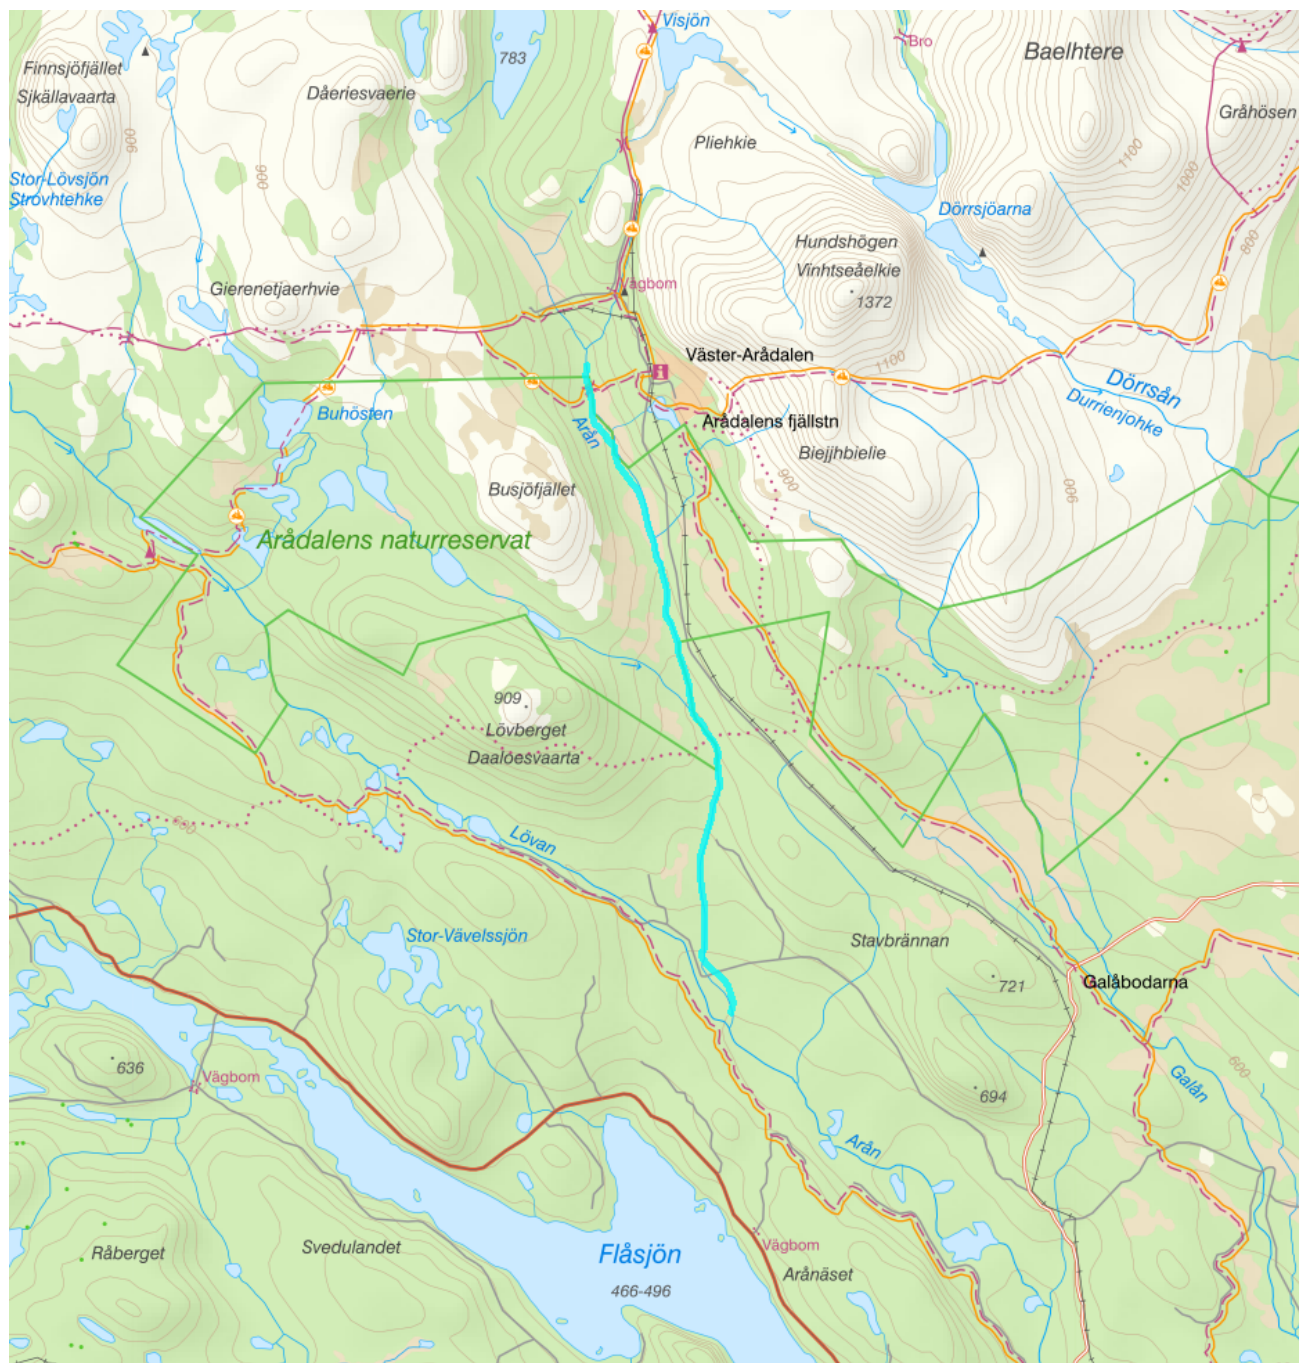 Visjön
Bro
Baelhtere
783
Finnsjöfjället
Sjkällavaarta
Dåeriesvaerie
Gråhösen
900
Pliehkie
1100
900
1000
Stor-Lövsjön
Strovhtehke
Dörrsjöarna
Hundshögen
Vinhtseåelkie
800
Gierenetjaerhvie
Vägbom
1372
Väster-Arådalen
1100
Dörrsån
Durrienjohke
Buhösten
Arådalens fjällstn
Arån
Biejjhbielie
900
900
Busjöfjället
Arådalens naturreservat
909
Lövberget
Daaloesvaarta
690
Lövan
Stor-Vävelssjön
Stavbrännan
721
Galåbodarna
636
Vägbom
694
600
Galån
Arån
Råberget
Svedulandet
Flåsjön
466-496
Vägbom
Arånäset